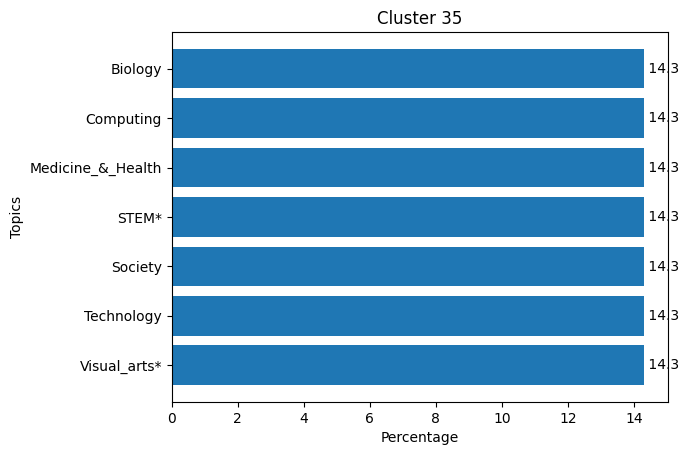 Cluster 35
Topics
Biology 14.3
Computing 14.3
Medicine_&_Health 14.3
STEM* 14.3
Society 14.3
Technology 14.3
Visual_arts* 14.3
0 2 4 6 8 10 12 14
Percentage